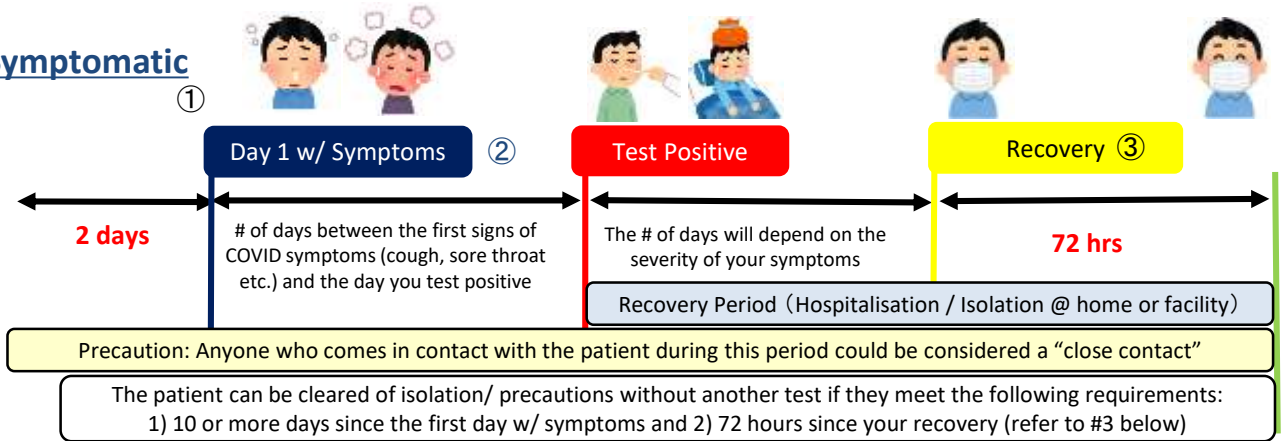 ymptomatic
①
Day 1 w/ Symptoms ②
Test Positive
Recovery ③
2 days
# of days between the first signs of
COVID symptoms (cough, sore throat
etc.) and the day you test positive
The # of days will depend on the
severity of your symptoms
72 hrs
Recovery Period（Hospitalisation / Isolation @ home or facility）
Precaution: Anyone who comes in contact with the patient during this period could be considered a “close contact”
The patient can be cleared of isolation/ precautions without another test if they meet the following requirements:
1) 10 or more days since the first day w/ symptoms and 2) 72 hours since your recovery (refer to #3 below)